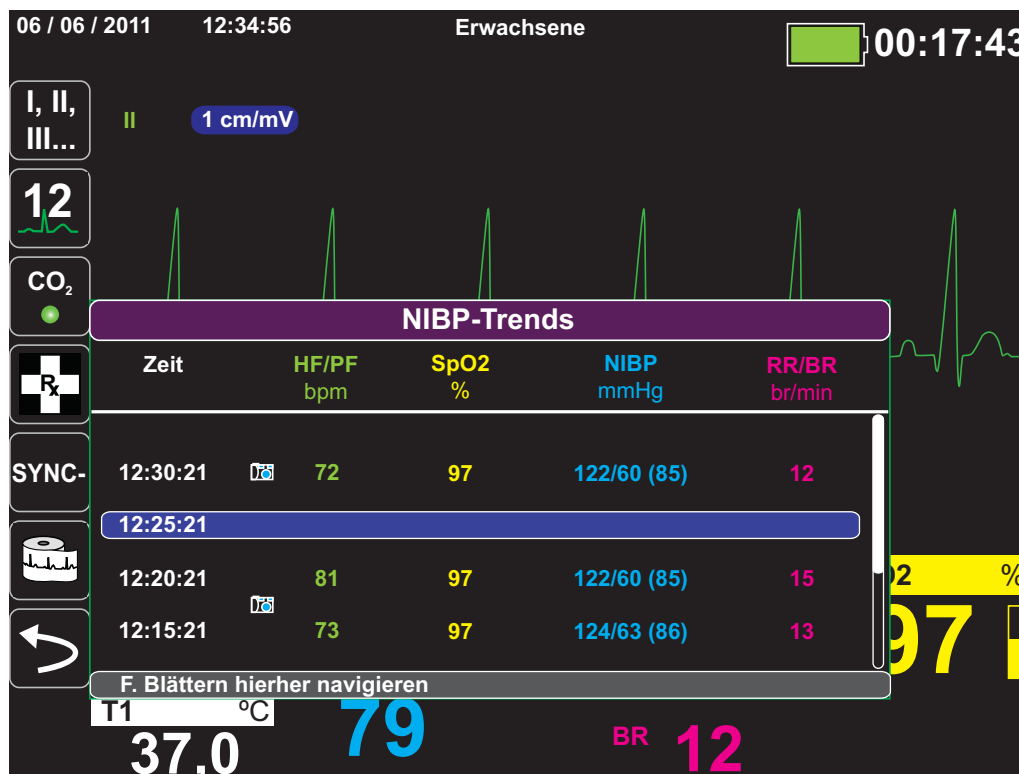 06 / 06 / 2011 12:34:56 Erwachsene 00:17:43
I, II,
III...
II 1 cm/mV
12
CO2
NIBP-Trends
Zeit HF/PF SpO2 NIBP RR/BR
bpm % mmHg br/min
Rx
SYNC-
12:30:21 72 97 122/60 (85) 12
12:25:21
12:20:21 81 97 122/60 (85) 15
12:15:21 73 97 124/63 (86) 13
F. Blättern hierher navigieren
O2 %
97
T1 ºC
37,0
79
BR 12